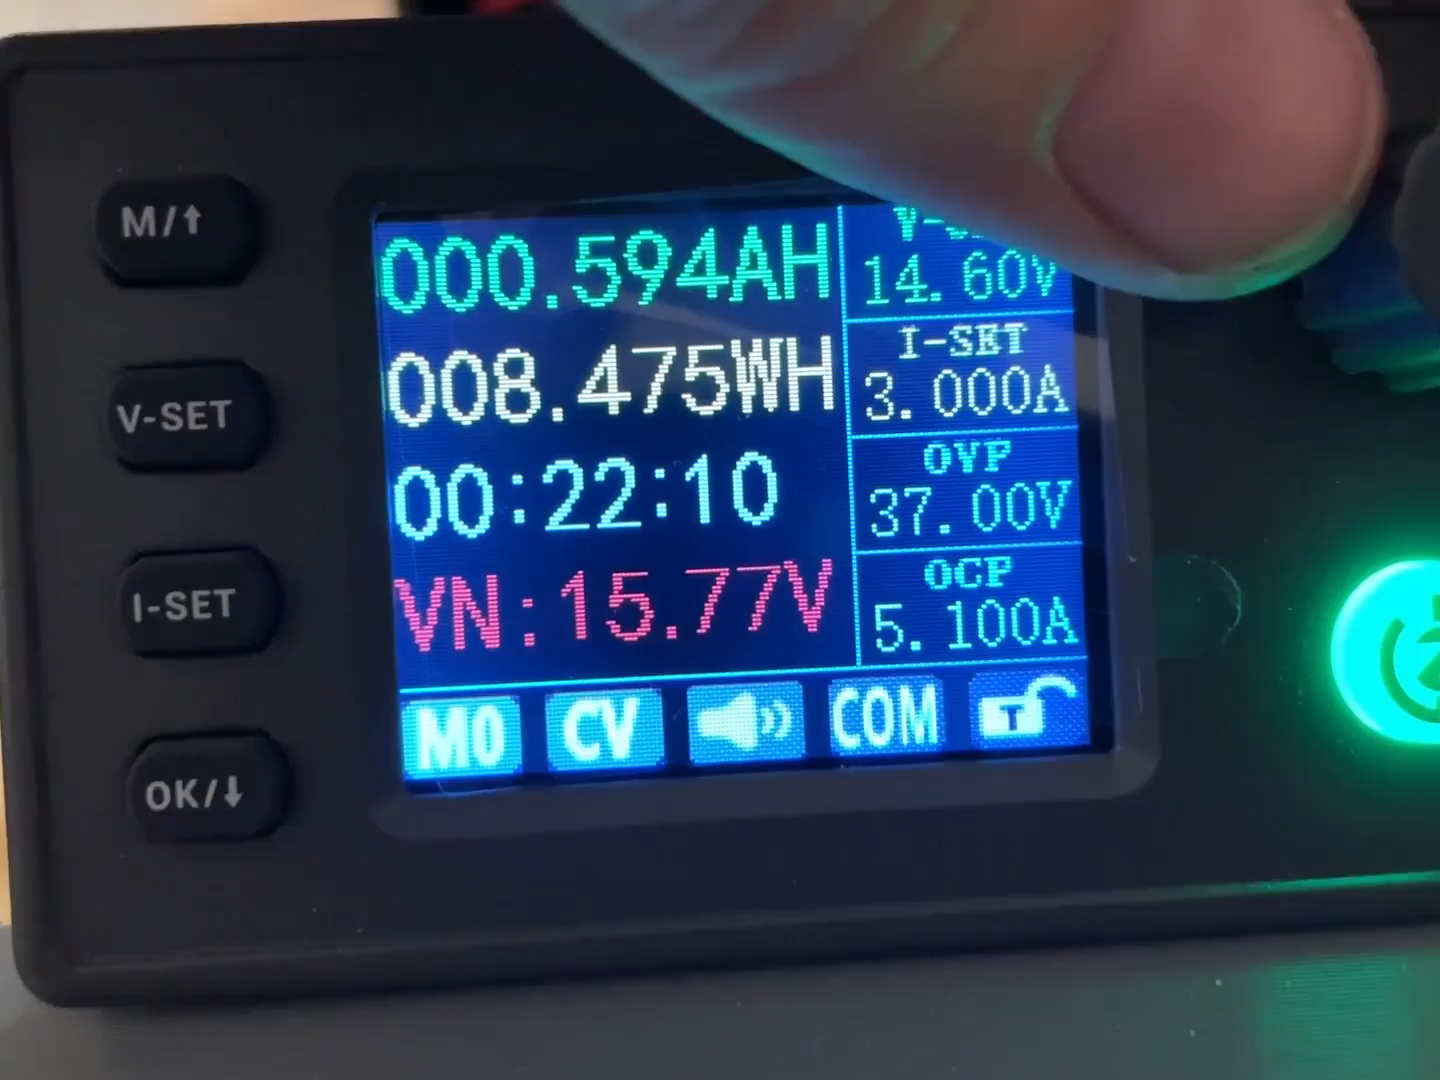 M/↑
V-SET
I-SET
OK/↓
000.594AH
008.475WH
00:22:10
VN:15.77V
14.60V
I-SET
3.000A
OVP
37.00V
OCP
5.100A
M0 CV COM T